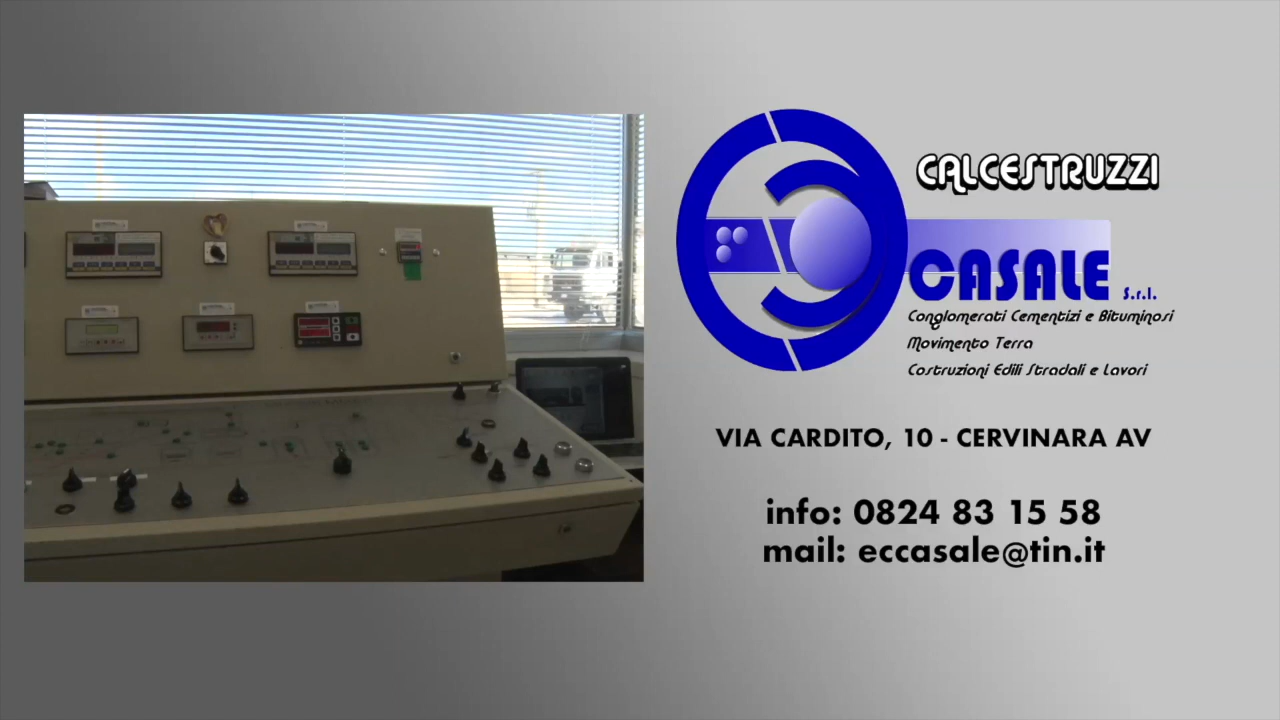 CALCESTRUZZI
CASALE S.r.l.
Conglomerati Cementizi e Bituminosi
Movimento Terra
Costruzioni Edili Stradali e Lavori
VIA CARDITO, 10 - CERVINARA AV
info: 0824 83 15 58
mail: eccasale@tin.it